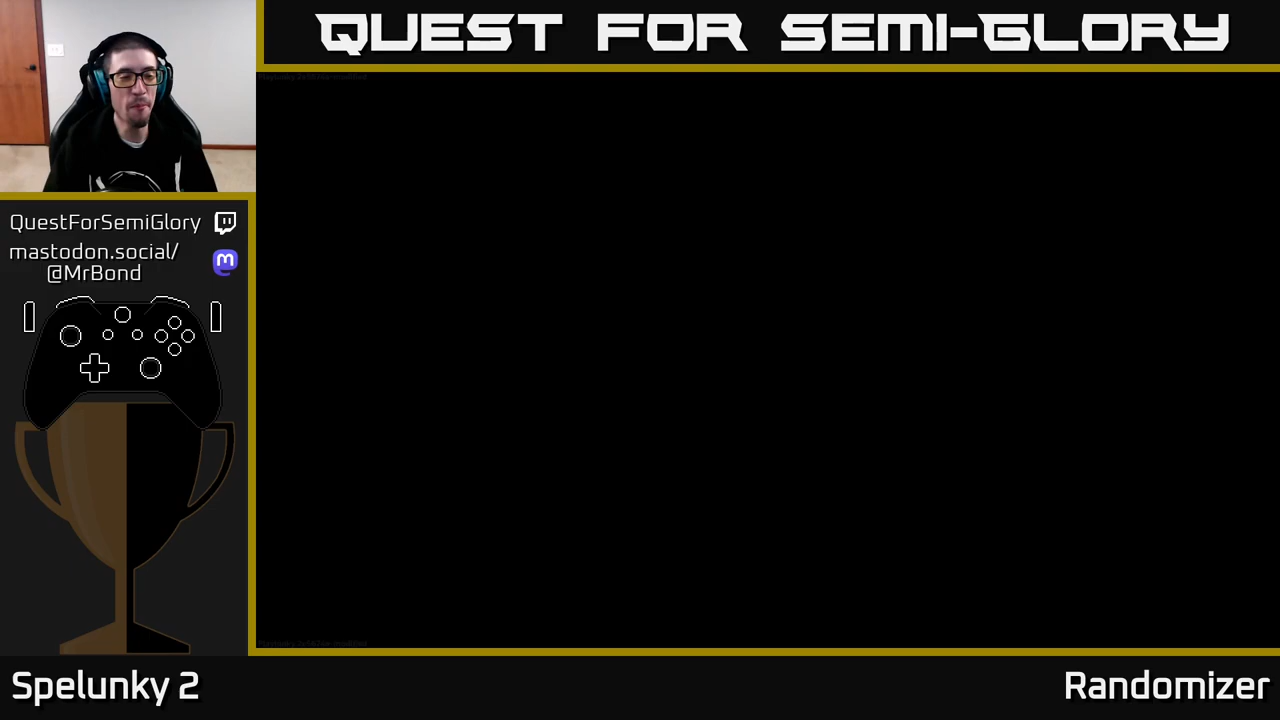 QUEST FOR SEMI-GLORY
QuestForSemiGlory
mastodon.social/
@MrBond
Spelunky 2
Randomizer